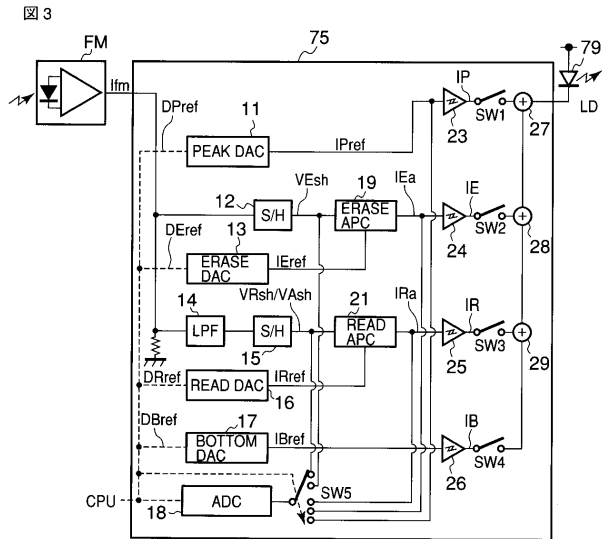 図3
FM
75
79
Ifm
IP
LD
DPref
11
SW1
23
27
PEAK DAC
IPref
VEsh
19
IEa
12
S/H
ERASE APC
IE
DEref
13
SW2
24
28
ERASE DAC
IEref
VRsh/VAsh
14
21
IRa
LPF
S/H
READ APC
IR
15
SW3
25
29
DRref
READ DAC
IRref
16
DBref
17
BOTTOM DAC
IBref
IB
26
SW4
SW5
CPU
ADC
18